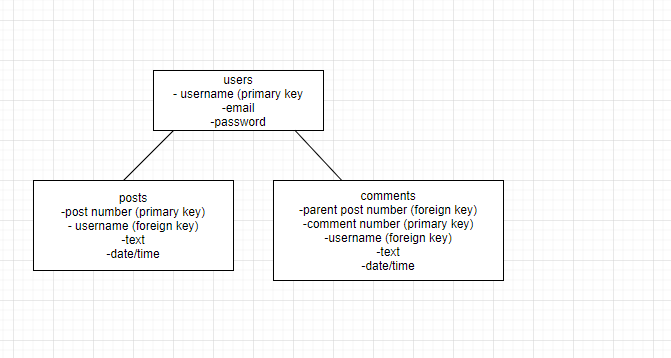 users
- username (primary key
-email
-password
posts
-post number (primary key)
- username (foreign key)
-text
-date/time
comments
-parent post number (foreign key)
-comment number (primary key)
-username (foreign key)
-text
-date/time